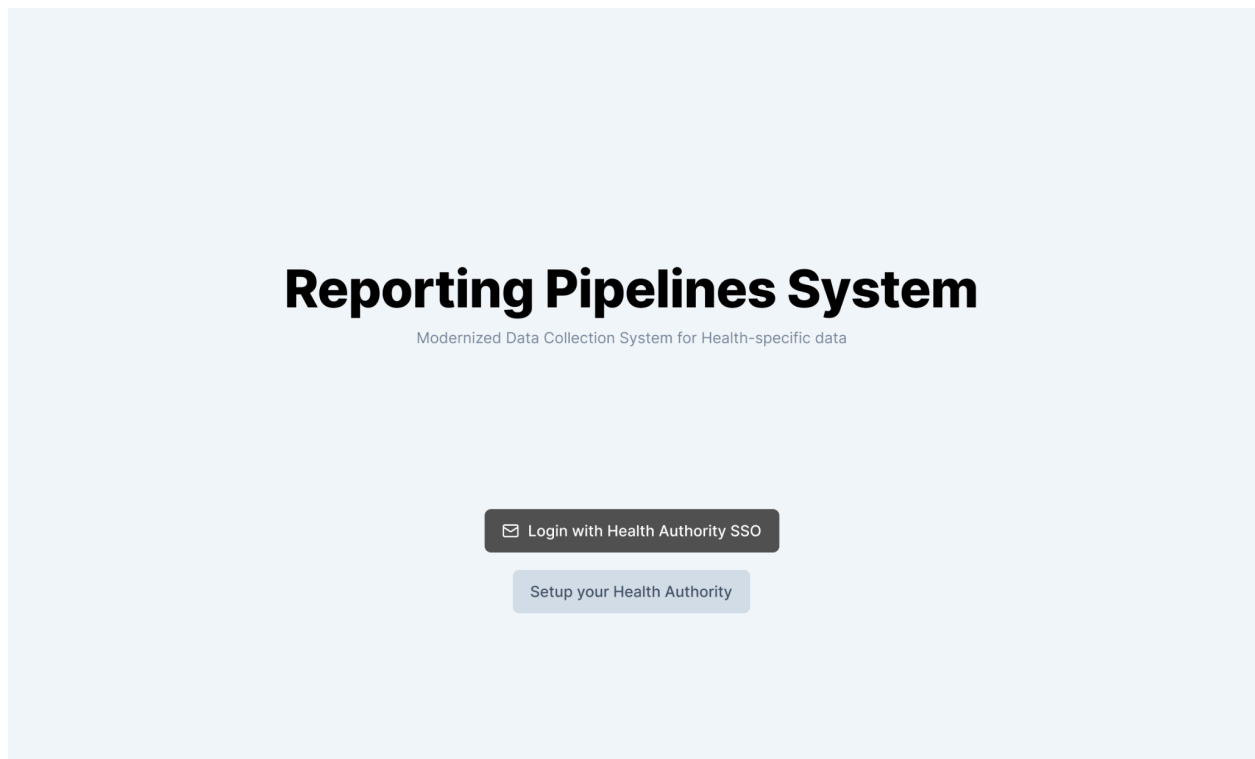 Reporting Pipelines System
Modernized Data Collection System for Health-specific data
Login with Health Authority SSO
Setup your Health Authority